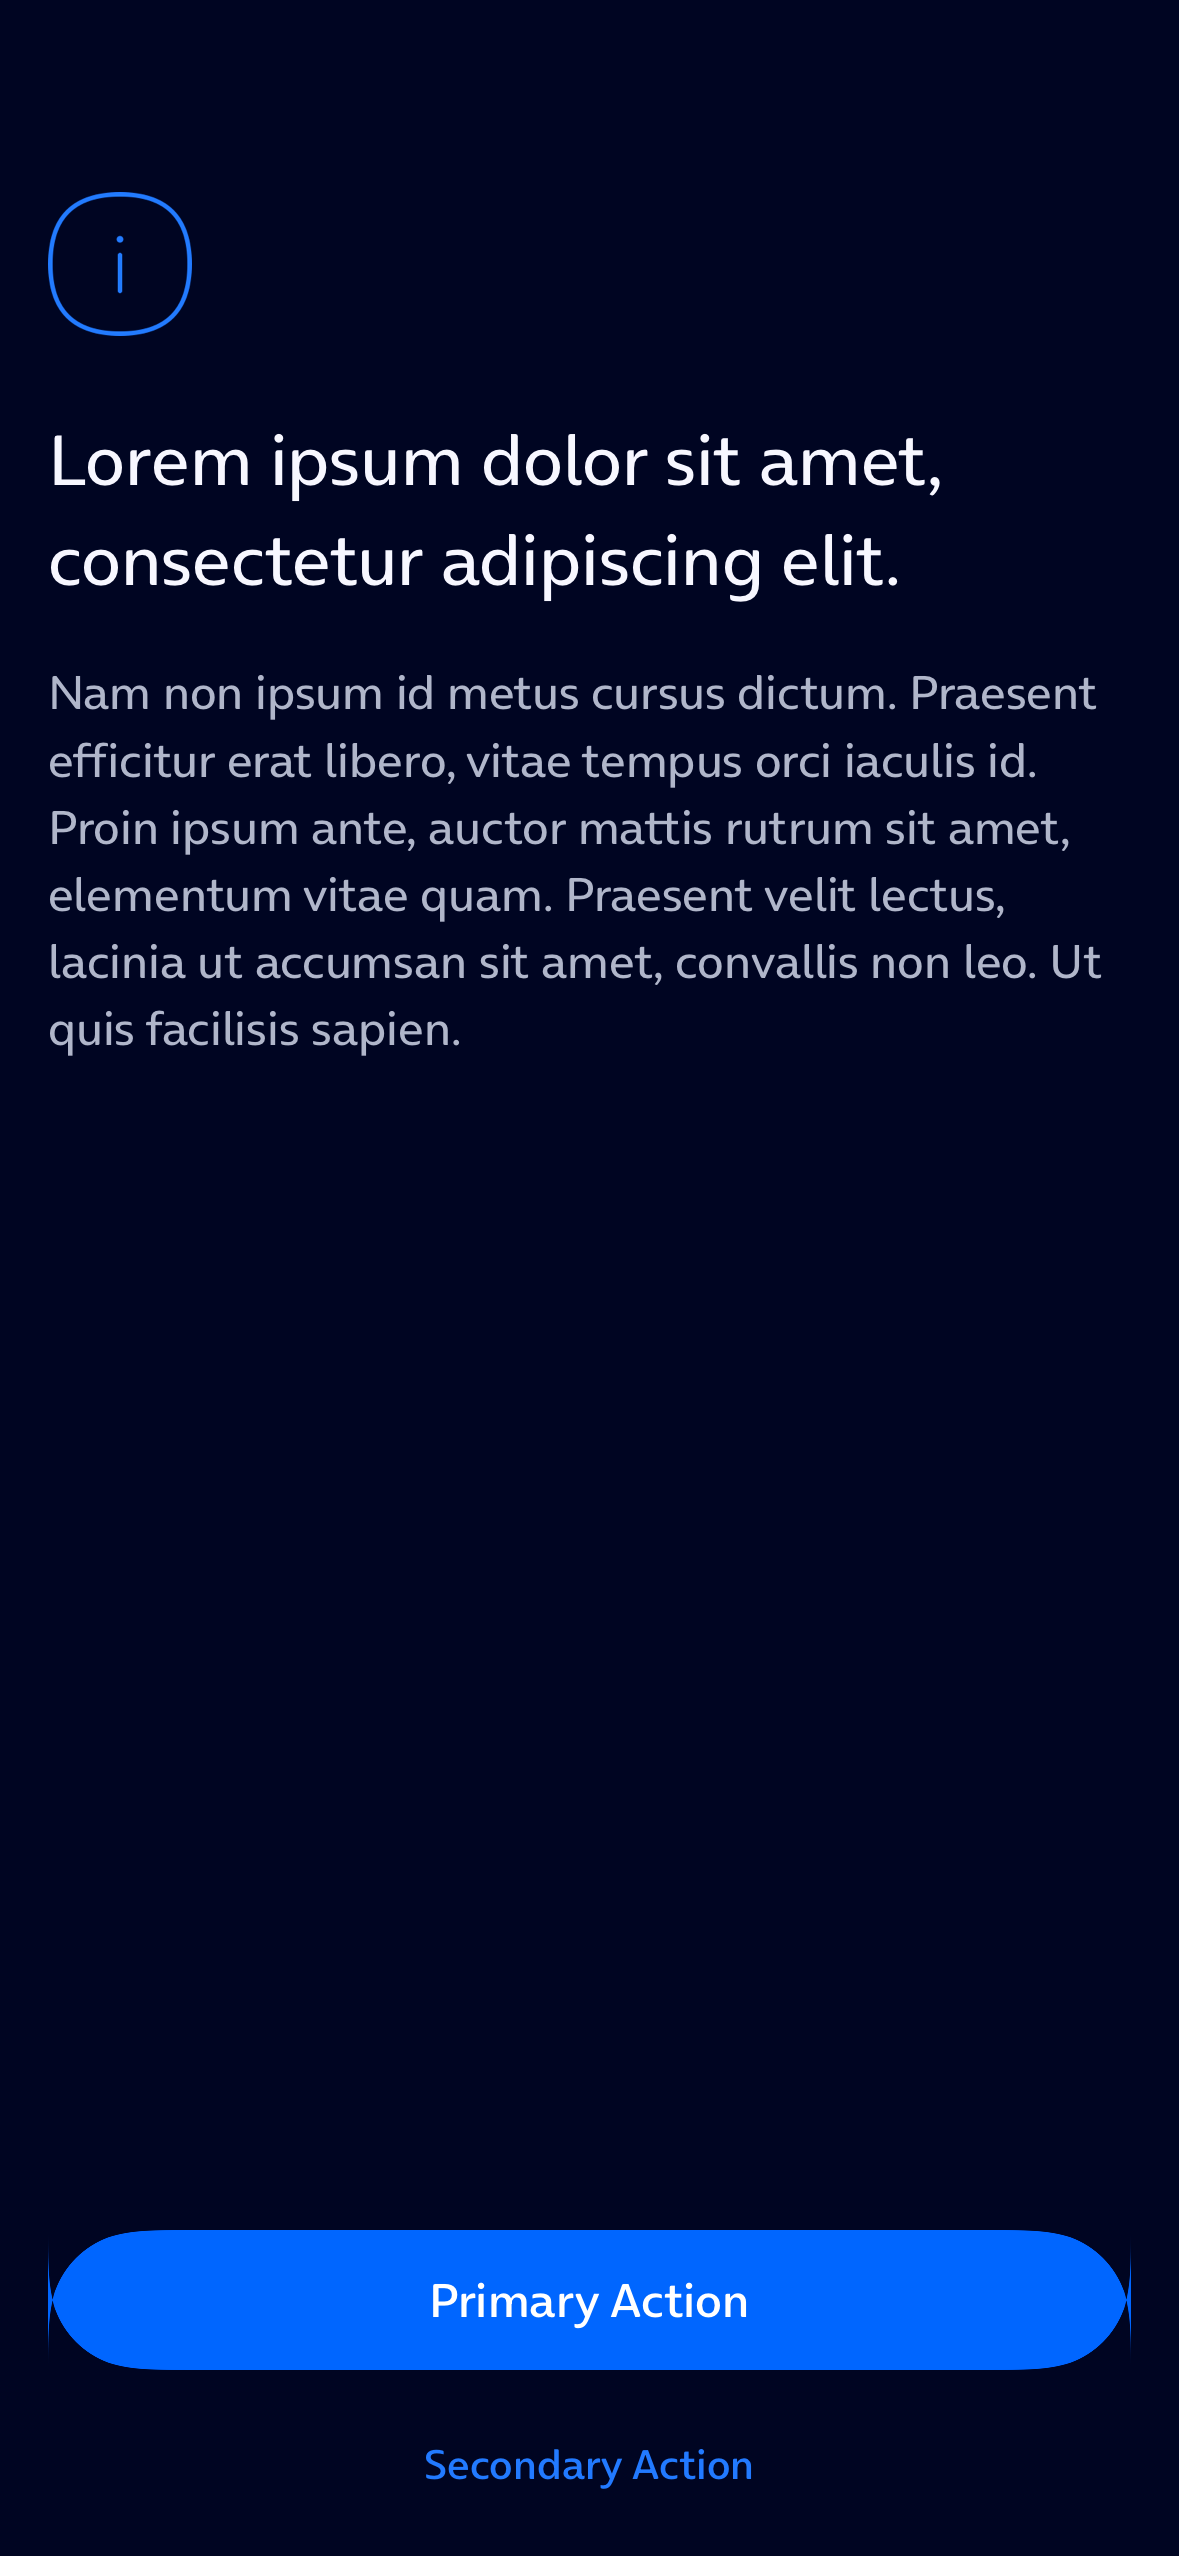 i
Lorem ipsum dolor sit amet,
consectetur adipiscing elit.
Nam non ipsum id metus cursus dictum. Praesent
efficitur erat libero, vitae tempus orci iaculis id.
Proin ipsum ante, auctor mattis rutrum sit amet,
elementum vitae quam. Praesent velit lectus,
lacinia ut accumsan sit amet, convallis non leo. Ut
quis facilisis sapien.
Primary Action
Secondary Action